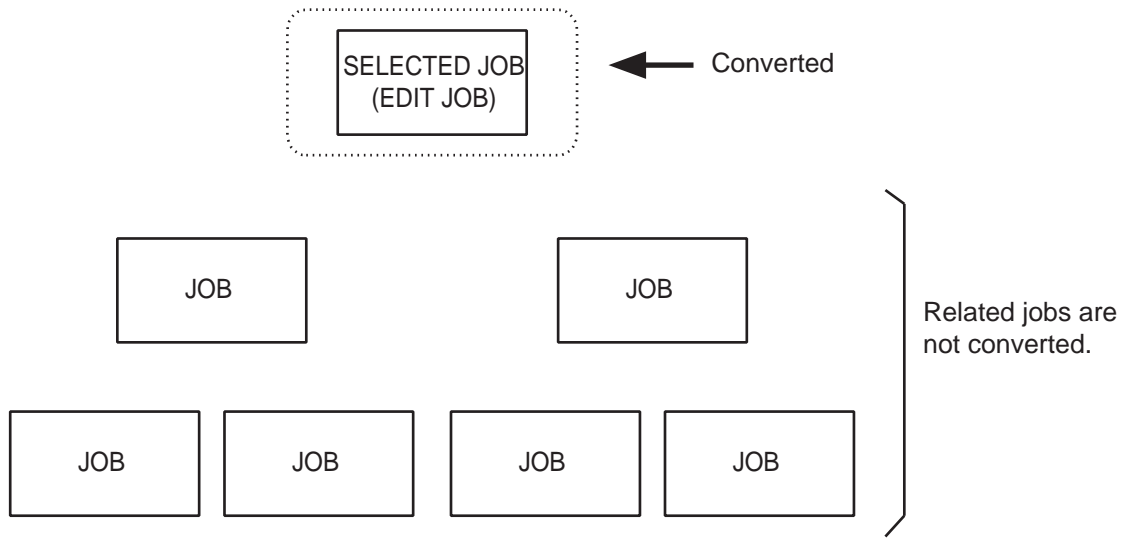 SELECTED JOB
(EDIT JOB)
Converted
JOB
JOB
Related jobs are
not converted.
JOB
JOB
JOB
JOB